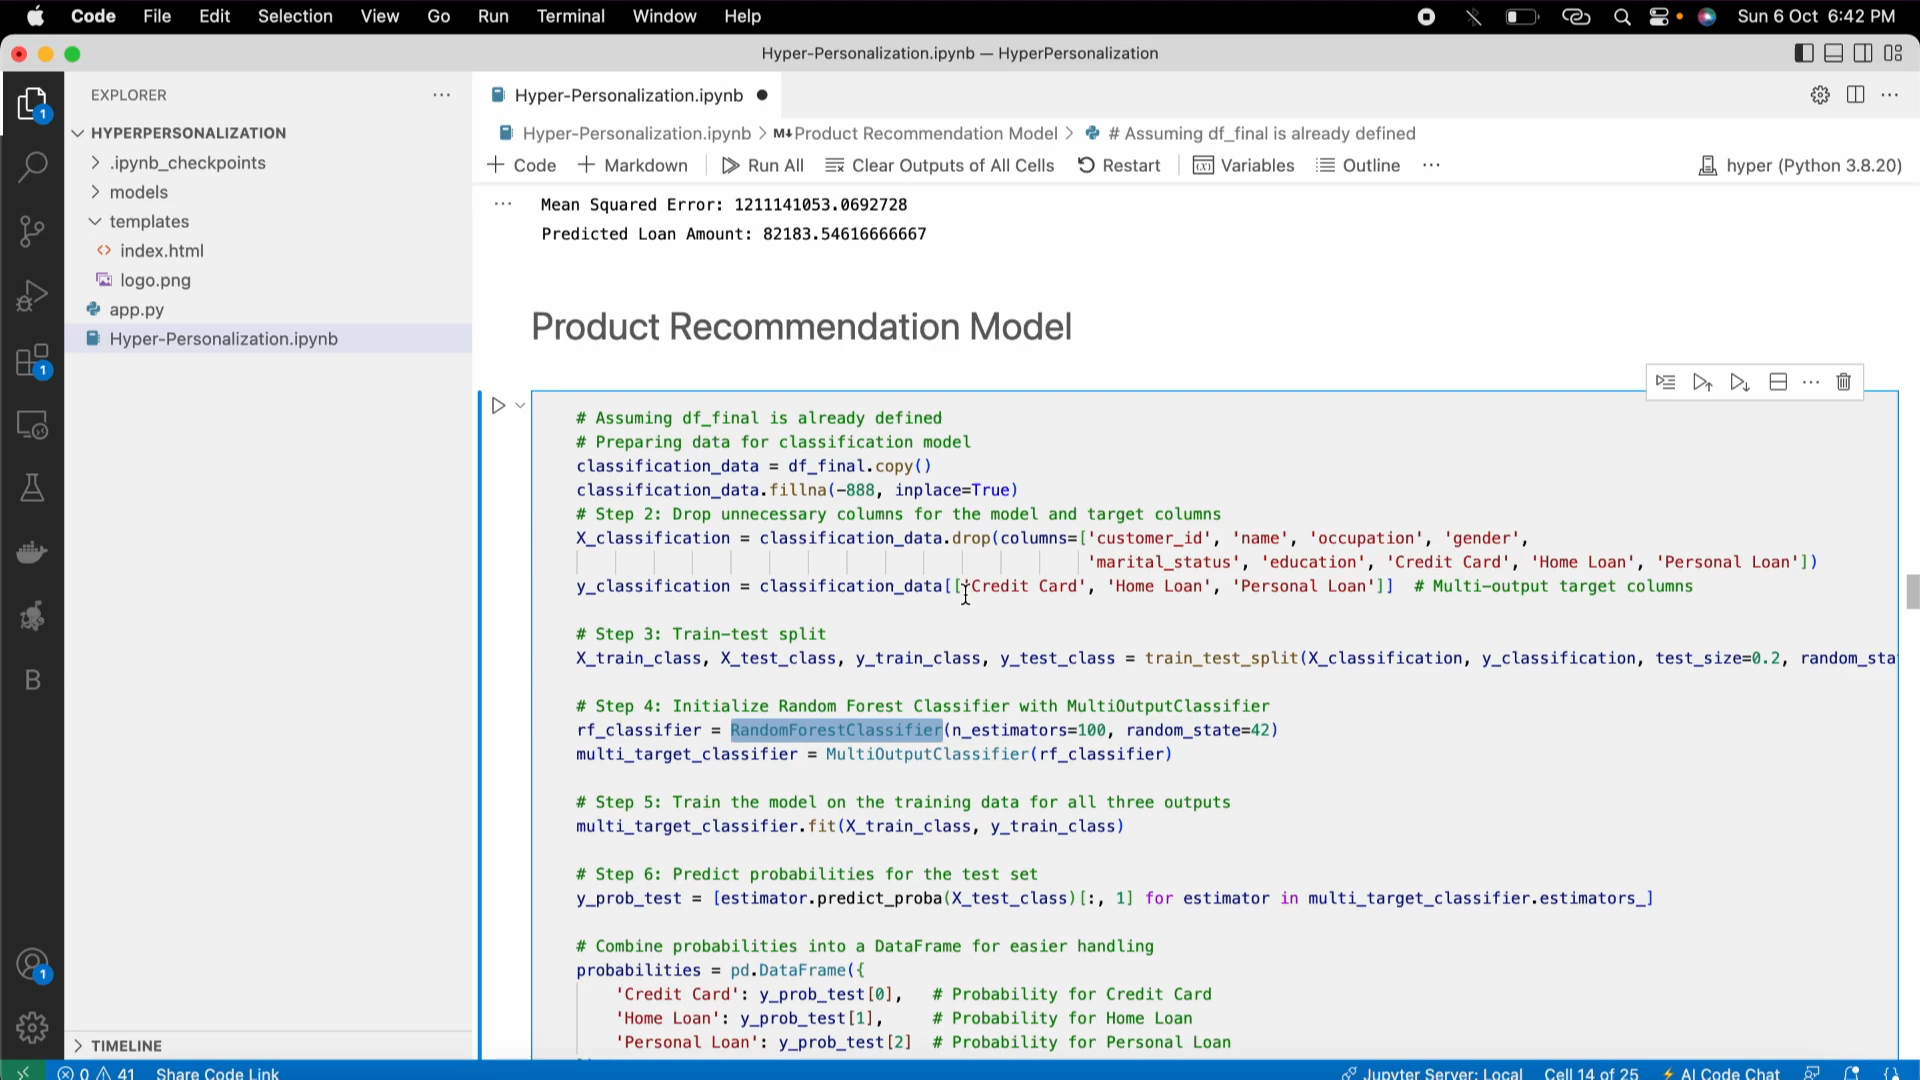 Code File Edit Selection View Go Run Terminal Window Help Sun 6 Oct 6:42 PM
Hyper-Personalization.ipynb — HyperPersonalization
EXPLORER
HYPERPERSONALIZATION
.ipynb_checkpoints
models
templates
index.html
logo.png
app.py
Hyper-Personalization.ipynb
TIMELINE
1
1
1
B
Hyper-Personalization.ipynb
Hyper-Personalization.ipynb > M Product Recommendation Model > # Assuming df_final is already defined
+ Code + Markdown Run All Clear Outputs of All Cells Restart Variables Outline ... hyper (Python 3.8.20)
... Mean Squared Error: 1211141053.0692728
Predicted Loan Amount: 82183.54616666667
Product Recommendation Model
# Assuming df_final is already defined
# Preparing data for classification model
classification_data = df_final.copy()
classification_data.fillna(-888, inplace=True)
# Step 2: Drop unnecessary columns for the model and target columns
X_classification = classification_data.drop(columns=['customer_id', 'name', 'occupation', 'gender',
'marital_status', 'education', 'Credit Card', 'Home Loan', 'Personal Loan'])
y_classification = classification_data[['Credit Card', 'Home Loan', 'Personal Loan']] # Multi-output target columns
# Step 3: Train-test split
X_train_class, X_test_class, y_train_class, y_test_class = train_test_split(X_classification, y_classification, test_size=0.2, random_sta
# Step 4: Initialize Random Forest Classifier with MultiOutputClassifier
rf_classifier = RandomForestClassifier(n_estimators=100, random_state=42)
multi_target_classifier = MultiOutputClassifier(rf_classifier)
# Step 5: Train the model on the training data for all three outputs
multi_target_classifier.fit(X_train_class, y_train_class)
# Step 6: Predict probabilities for the test set
y_prob_test = [estimator.predict_proba(X_test_class)[:, 1] for estimator in multi_target_classifier.estimators_]
# Combine probabilities into a DataFrame for easier handling
probabilities = pd.DataFrame({
'Credit Card': y_prob_test[0], # Probability for Credit Card
'Home Loan': y_prob_test[1], # Probability for Home Loan
'Personal Loan': y_prob_test[2] # Probability for Personal Loan
0 41 Share Code Link Jupyter Server: Local Cell 14 of 25 AI Code Chat